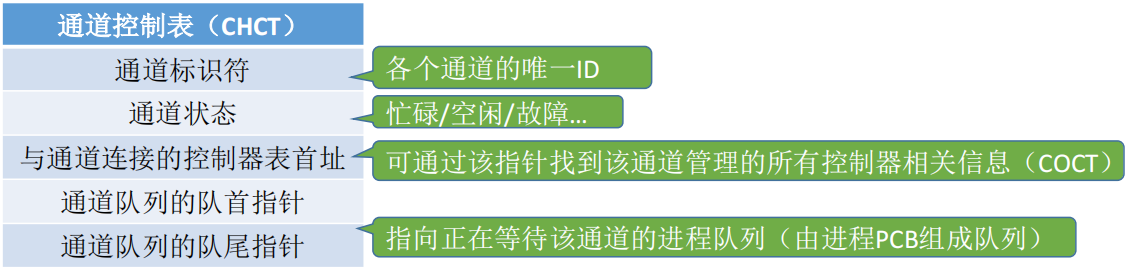 通道控制表（CHCT）
通道标识符
各个通道的唯一ID
通道状态
忙碌/空闲/故障...
与通道连接的控制器表首址
可通过该指针找到该通道管理的所有控制器相关信息（COCT）
通道队列的队首指针
通道队列的队尾指针
指向正在等待该通道的进程队列（由进程PCB组成队列）